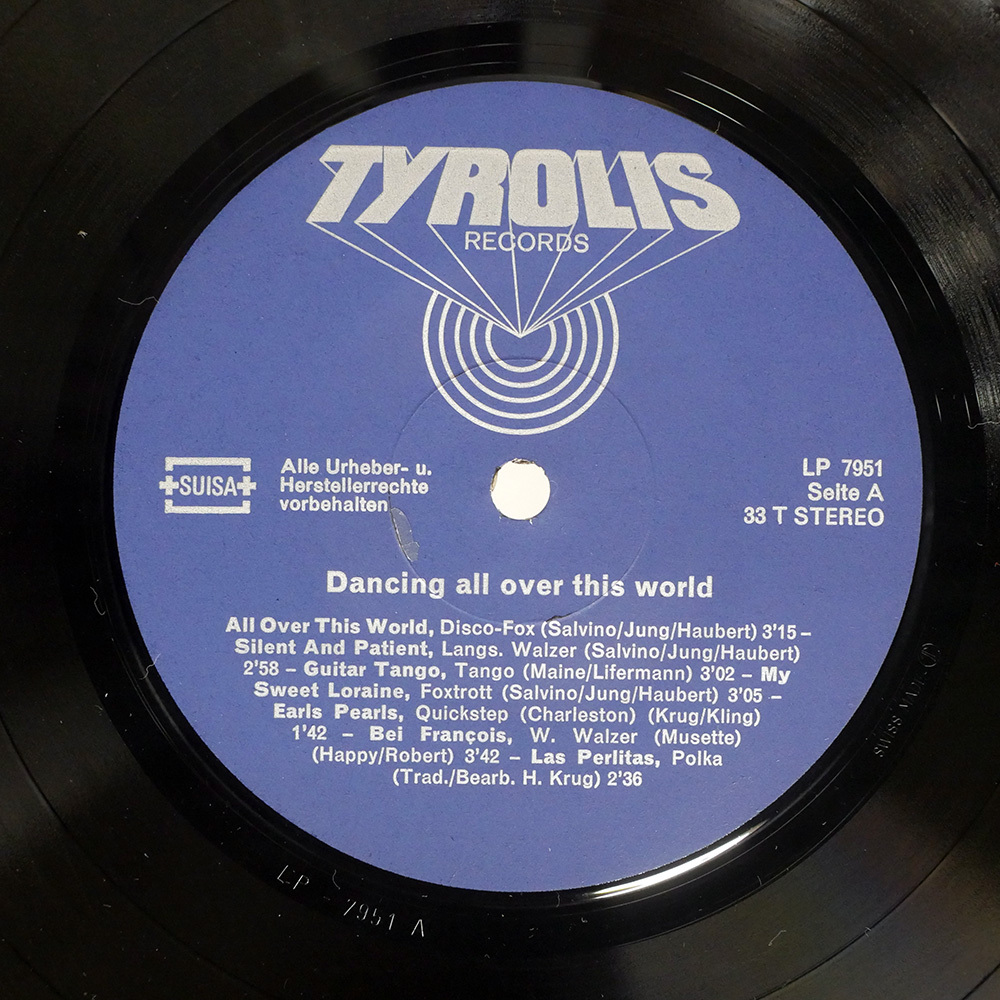 TYROLIS
RECORDS
SUISA
Alle Urheber- u.
Herstellerrechte
vorbehalten
LP 7951
Seite A
33 T STEREO
Dancing all over this world
All Over This World, Disco-Fox (Salvino/Jung/Haubert) 3'15 –
Silent And Patient, Langs. Walzer (Salvino/Jung/Haubert)
2'58 – Guitar Tango, Tango (Maine/Lifermann) 3'02 – My
Sweet Loraine, Foxtrott (Salvino/Jung/Haubert) 3'05 –
Earls Pearls, Quickstep (Charleston) (Krug/Kling)
1'42 – Bei François, W. Walzer (Musette)
(Happy/Robert) 3'42 – Las Perlitas, Polka
(Trad./Bearb. H. Krug) 2'36
LP 7951 A